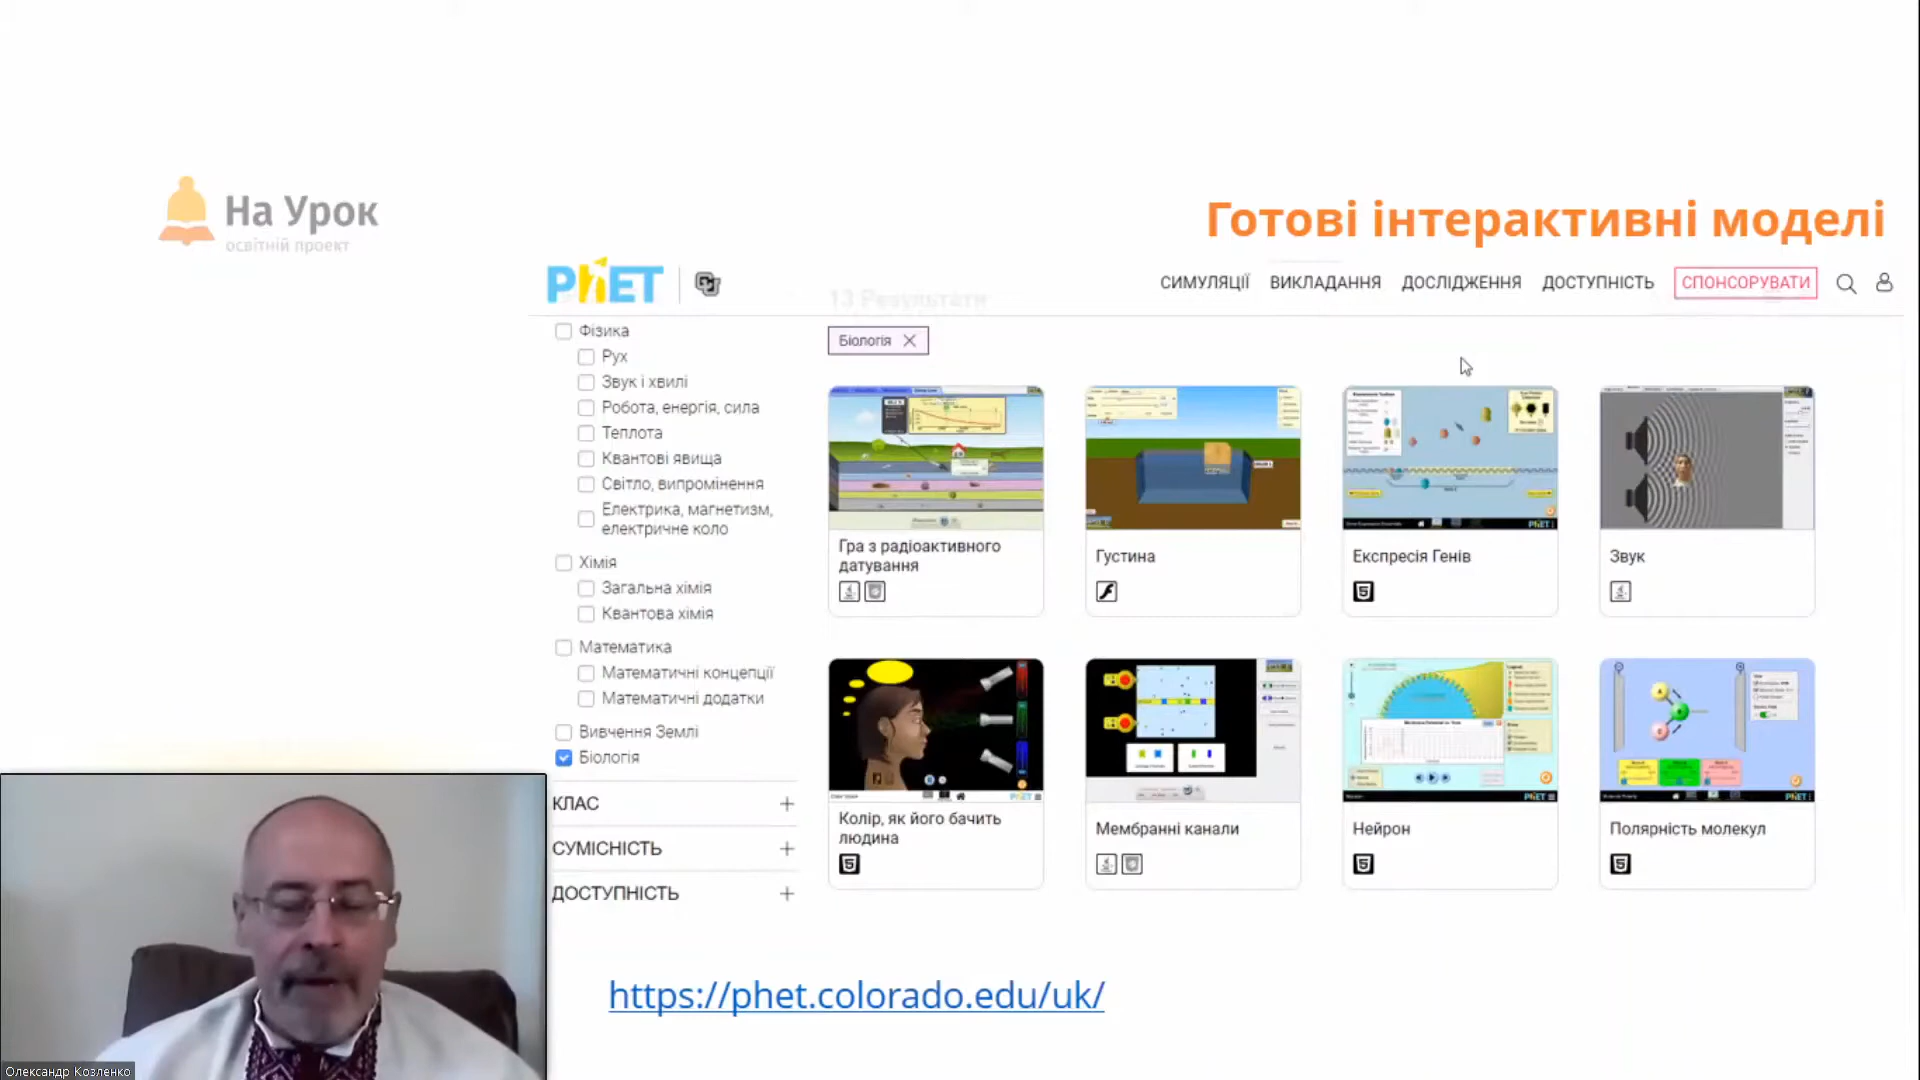 На Урок
освітній проект
Готові інтерактивні моделі
PhET
СИМУЛЯЦІЇ ВИКЛАДАННЯ ДОСЛІДЖЕННЯ ДОСТУПНІСТЬ СПОНСОРУВАТИ
13 Результати
Біологія
Фізика
Рух
Звук і хвилі
Робота, енергія, сила
Теплота
Квантові явища
Світло, випромінення
Електрика, магнетизм,
електричне коло
Хімія
Загальна хімія
Квантова хімія
Математика
Математичні концепції
Математичні додатки
Вивчення Землі
Біологія
КЛАС
СУМІСНІСТЬ
ДОСТУПНІСТЬ
Гра з радіоактивного
датування
Густина
Експресія Генів
Звук
Колір, як його бачить
людина
Мембранні канали
Нейрон
Полярність молекул
https://phet.colorado.edu/uk/
Олександр Козленко